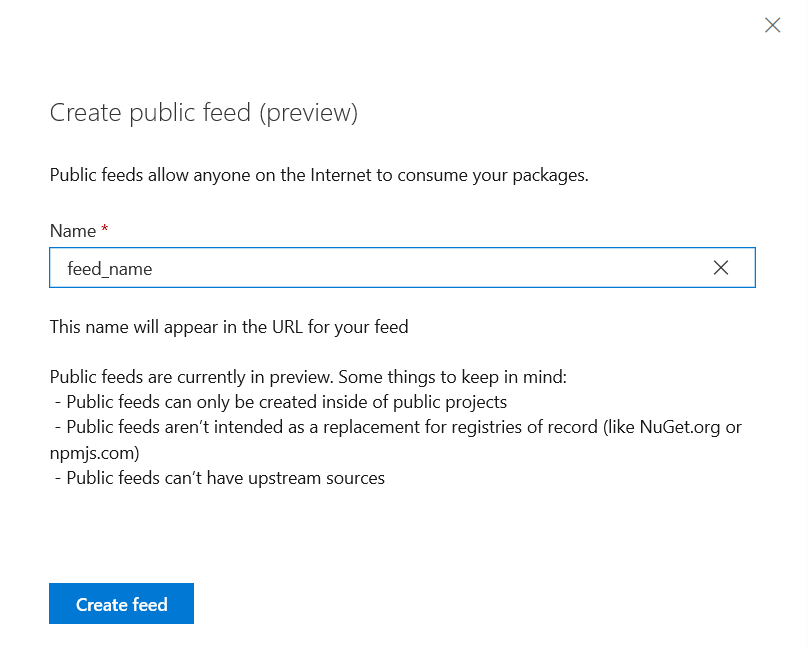 Create public feed (preview)
Public feeds allow anyone on the Internet to consume your packages.
Name *
feed_name
This name will appear in the URL for your feed
Public feeds are currently in preview. Some things to keep in mind:
- Public feeds can only be created inside of public projects
- Public feeds aren’t intended as a replacement for registries of record (like NuGet.org or
npmjs.com)
- Public feeds can’t have upstream sources
Create feed